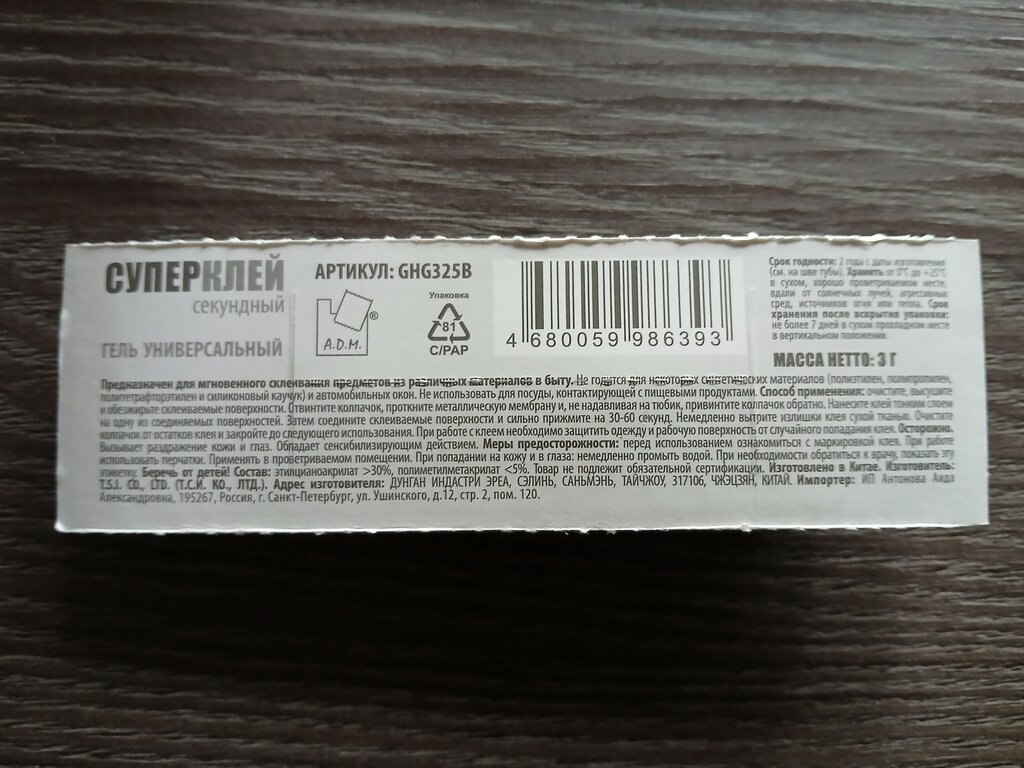 СУПЕРКЛЕЙ
секундный
ГЕЛЬ УНИВЕРСАЛЬНЫЙ
АРТИКУЛ: GHG325B
A.D.M.®
Упаковка
81
C/PAP
4 680059 986393
Срок годности: 2 года с даты изготовления
(см. на шве тубы). Хранить от 0°С до +25°С
в сухом, хорошо проветриваемом месте,
вдали от солнечных лучей, агрессивных
сред, источников огня или тепла. Срок
хранения после вскрытия упаковки:
не более 7 дней в сухом прохладном месте
в вертикальном положении.
МАССА НЕТТО: 3 Г
Предназначен для мгновенного склеивания предметов из различных материалов в быту. Не годится для некоторых синтетических материалов (полиэтилен, полипропилен,
политетрафторэтилен и силиконовый каучук) и автомобильных окон. Не использовать для посуды, контактирующей с пищевыми продуктами. Способ применения: очистите, высушите
и обезжирьте склеиваемые поверхности. Отвинтите колпачок, проткните металлическую мембрану и, не надавливая на тюбик, привинтите колпачок обратно. Нанесите клей тонким слоем
на одну из соединяемых поверхностей. Затем соедините склеиваемые поверхности и сильно прижмите на 30-60 секунд. Немедленно вытрите излишки клея сухой тканью. Очистите
колпачок от остатков клея и закройте до следующего использования. При работе с клеем необходимо защитить одежду и рабочую поверхность от случайного попадания клея. Осторожно.
Вызывает раздражение кожи и глаз. Обладает сенсибилизирующим действием. Меры предосторожности: перед использованием ознакомиться с маркировкой клея. При работе
использовать перчатки. Применять в проветриваемом помещении. При попадании на кожу и в глаза: немедленно промыть водой. При необходимости обратиться к врачу, показать эту
этикетку. Беречь от детей! Состав: этилцианоакрилат >30%, полиметилметакрилат <5%. Товар не подлежит обязательной сертификации. Изготовлено в Китае. Изготовитель:
T.S.I. CO., LTD (Т.С.И. КО., ЛТД.). Адрес изготовителя: ДУНГАН ИНДАСТРИ ЭРЕА, СЭЛИНЬ, САНЬМЭНЬ, ТАЙЧЖОУ, 317106, ЧЖЭЦЗЯН, КИТАЙ. Импортер: ИП Антонова Аида
Александровна, 195267, Россия, г. Санкт-Петербург, ул. Ушинского, д.12, стр. 2, пом. 120.